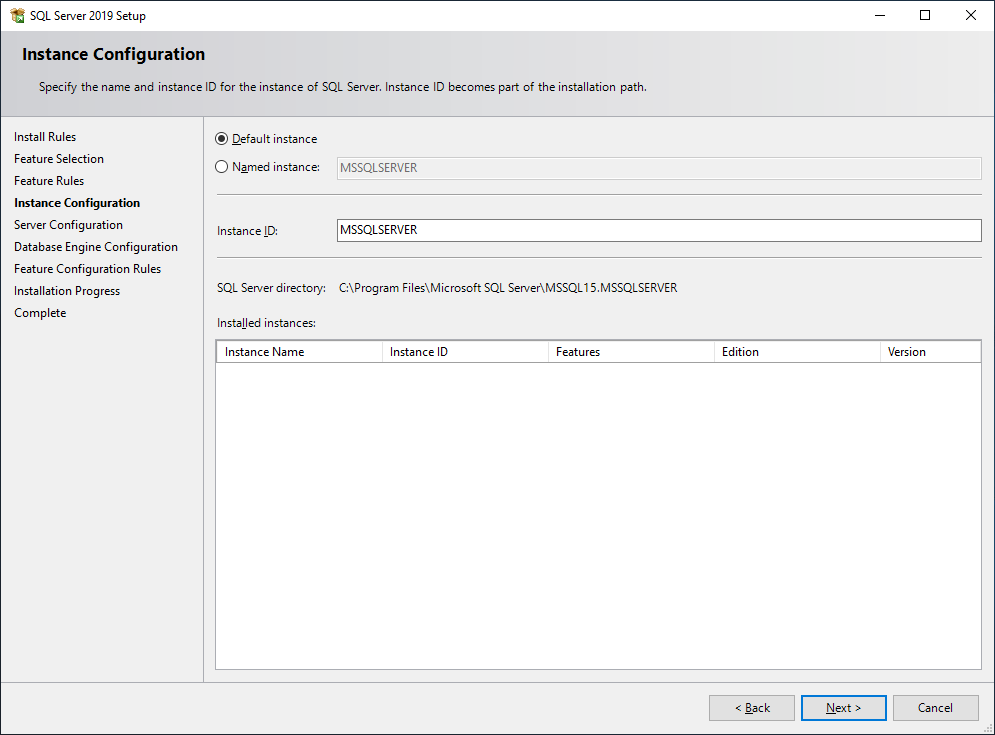 SQL Server 2019 Setup
Instance Configuration
Specify the name and instance ID for the instance of SQL Server. Instance ID becomes part of the installation path.
Install Rules
Feature Selection
Feature Rules
Instance Configuration
Server Configuration
Database Engine Configuration
Feature Configuration Rules
Installation Progress
Complete
Default instance
Named instance: MSSQLSERVER
Instance ID: MSSQLSERVER
SQL Server directory: C:\Program Files\Microsoft SQL Server\MSSQL15.MSSQLSERVER
Installed instances:
Instance Name Instance ID Features Edition Version
< Back Next > Cancel